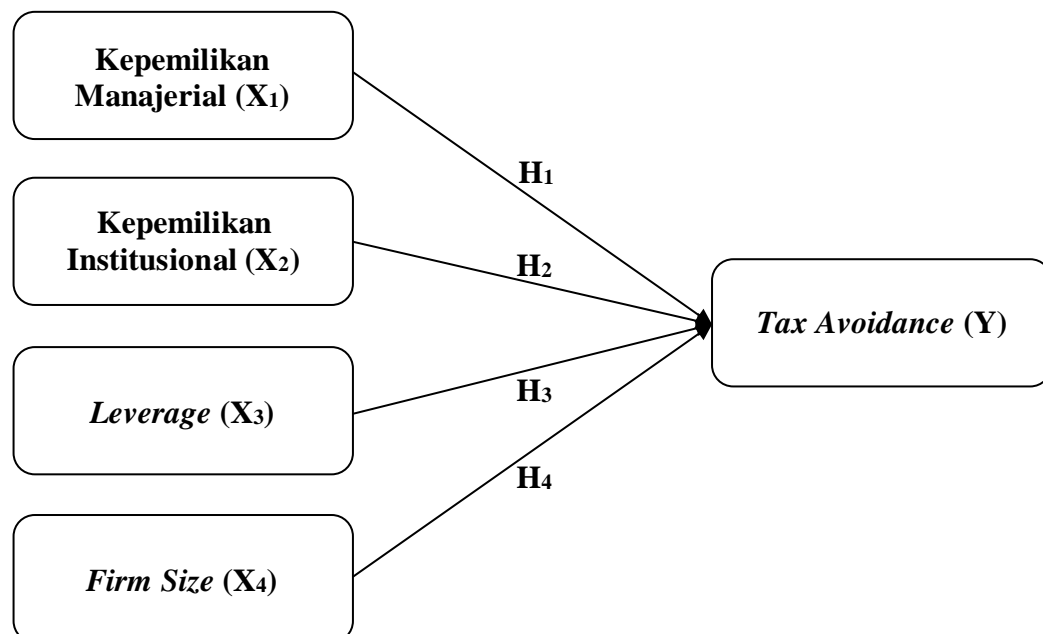 Kepemilikan
Manajerial (X1)
H1
Kepemilikan
Institusional (X2)
H2
Tax Avoidance (Y)
Leverage (X3)
H3
H4
Firm Size (X4)